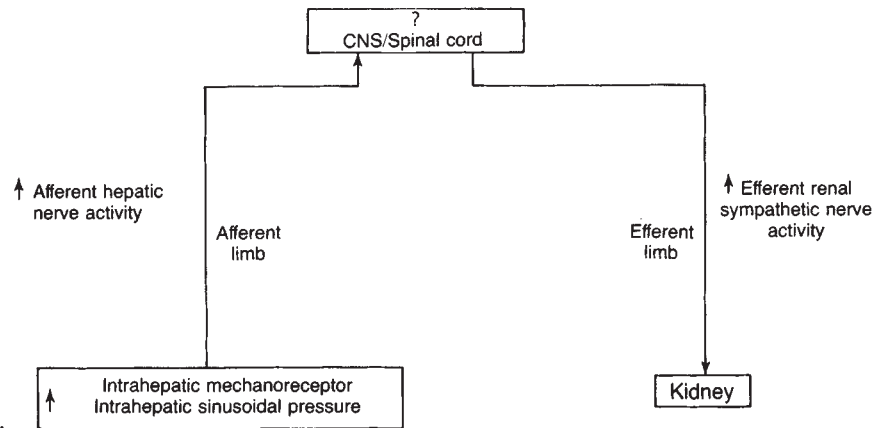 ?
CNS/Spinal cord
↑ Afferent hepatic
nerve activity
Afferent
limb
Efferent
limb
↑ Efferent renal
sympathetic nerve
activity
↑ Intrahepatic mechanoreceptor
Intrahepatic sinusoidal pressure
Kidney